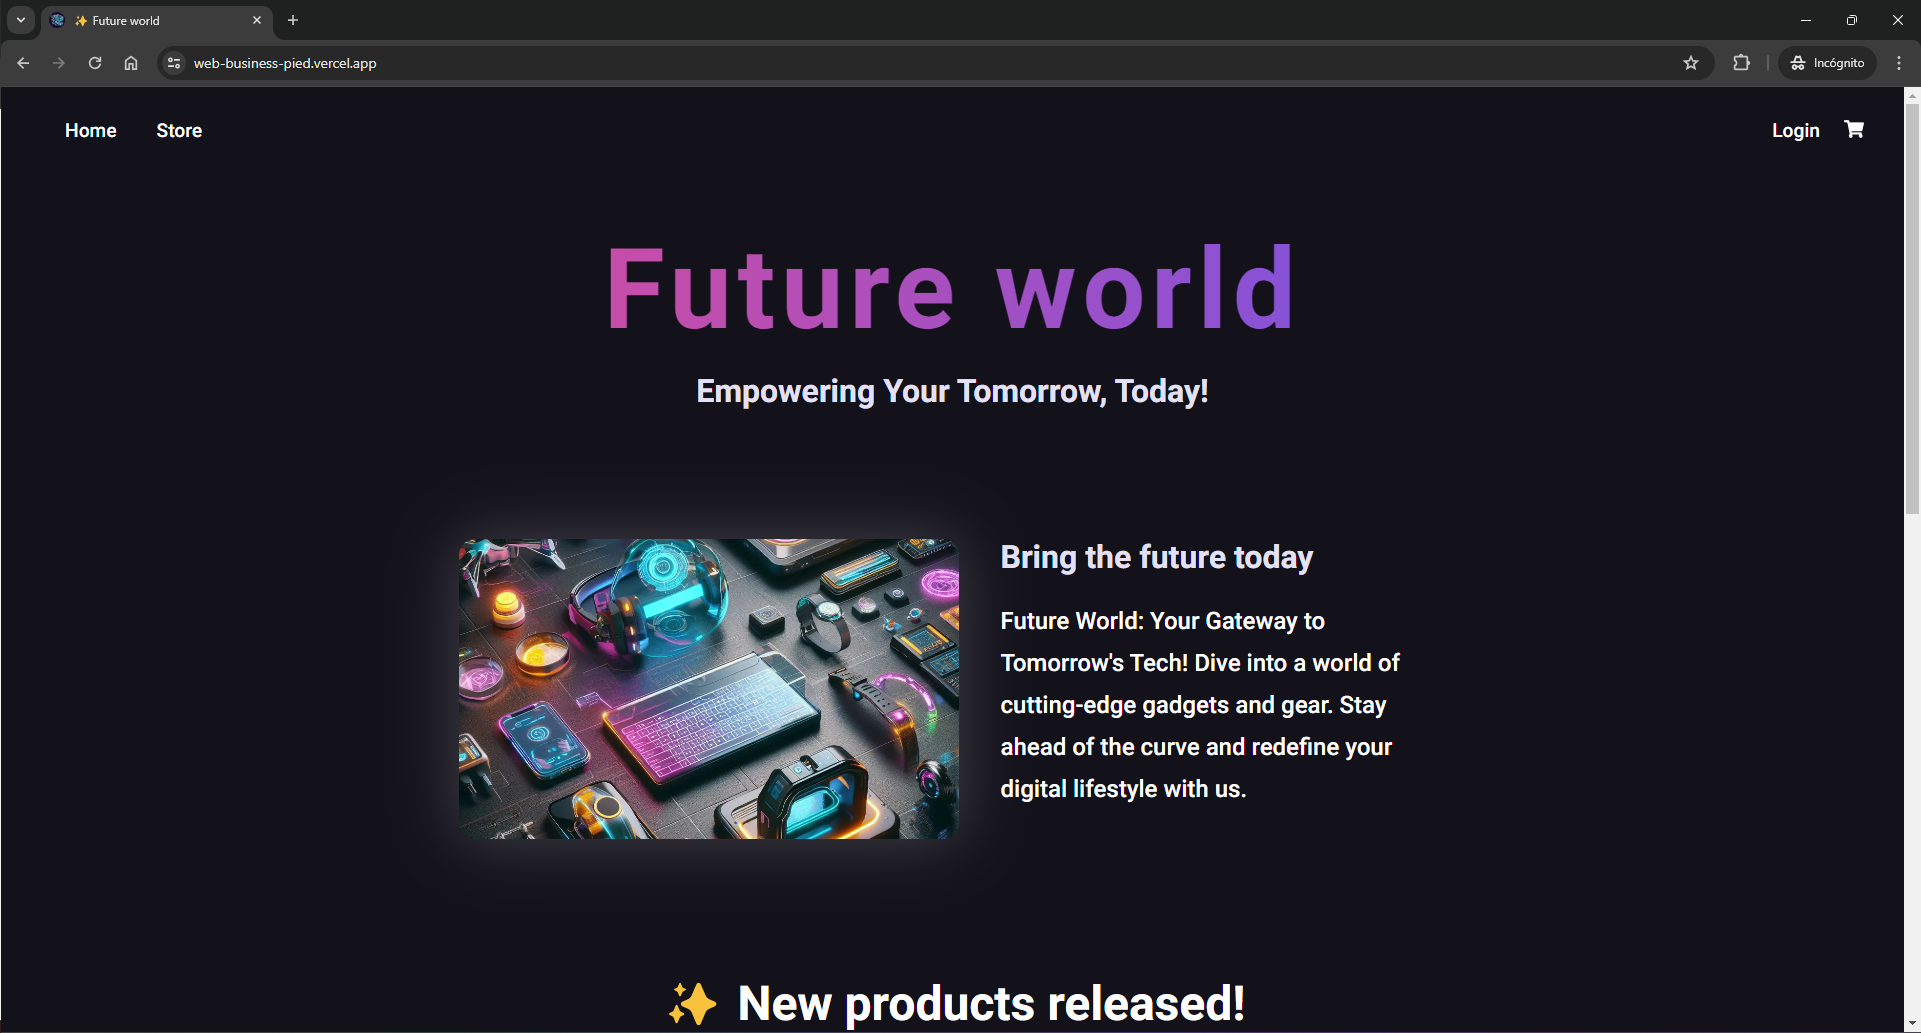 ✨ Future world
web-business-pied.vercel.app
Incógnito
Home
Store
Login
Future world
Empowering Your Tomorrow, Today!
Bring the future today
Future World: Your Gateway to
Tomorrow's Tech! Dive into a world of
cutting-edge gadgets and gear. Stay
ahead of the curve and redefine your
digital lifestyle with us.
✨ New products released!